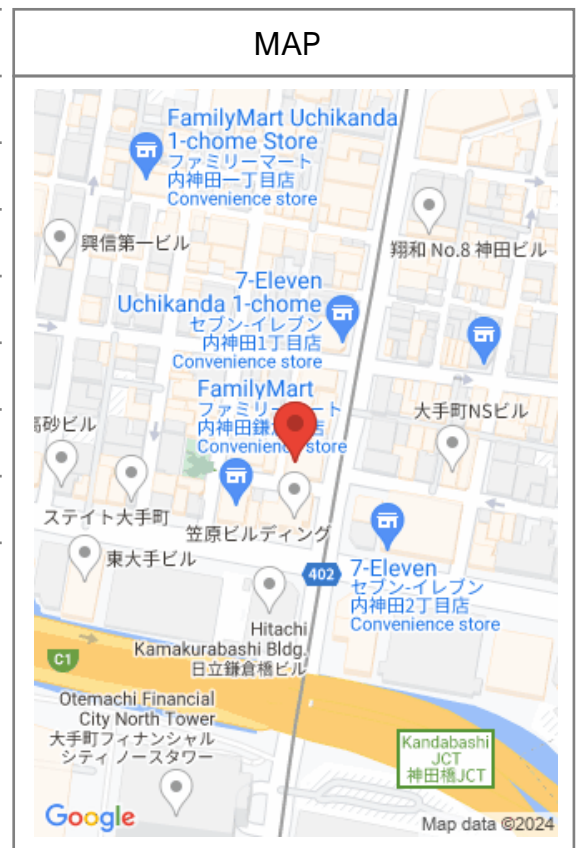 MAP
FamilyMart Uchikanda
1-chome Store
ファミリーマート
内神田一丁目店
Convenience store
興信第一ビル
翔和 No.8 神田ビル
7-Eleven
Uchikanda 1-chome
セブン-イレブン
内神田1丁目店
Convenience store
FamilyMart
内神田鎌
店
Convenience store
大手町NSビル
高砂ビル
ステイト大手町
笠原ビルディング
東大手ビル
402
7-Eleven
セブン-イレブン
内神田2丁目店
Convenience store
Hitachi
Kamakurabashi Bldg.
日立鎌倉橋ビル
C1
Otemachi Financial
City North Tower
大手町フィナンシャル
シティ ノースタワー
Kandabashi
JCT
神田橋JCT
Google
Map data ©2024